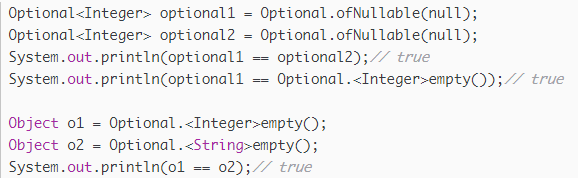 Optional<Integer> optional1 = Optional.ofNullable(null);
Optional<Integer> optional2 = Optional.ofNullable(null);
System.out.println(optional1 == optional2);// true
System.out.println(optional1 == Optional.<Integer>empty());// true
Object o1 = Optional.<Integer>empty();
Object o2 = Optional.<String>empty();
System.out.println(o1 == o2);// true